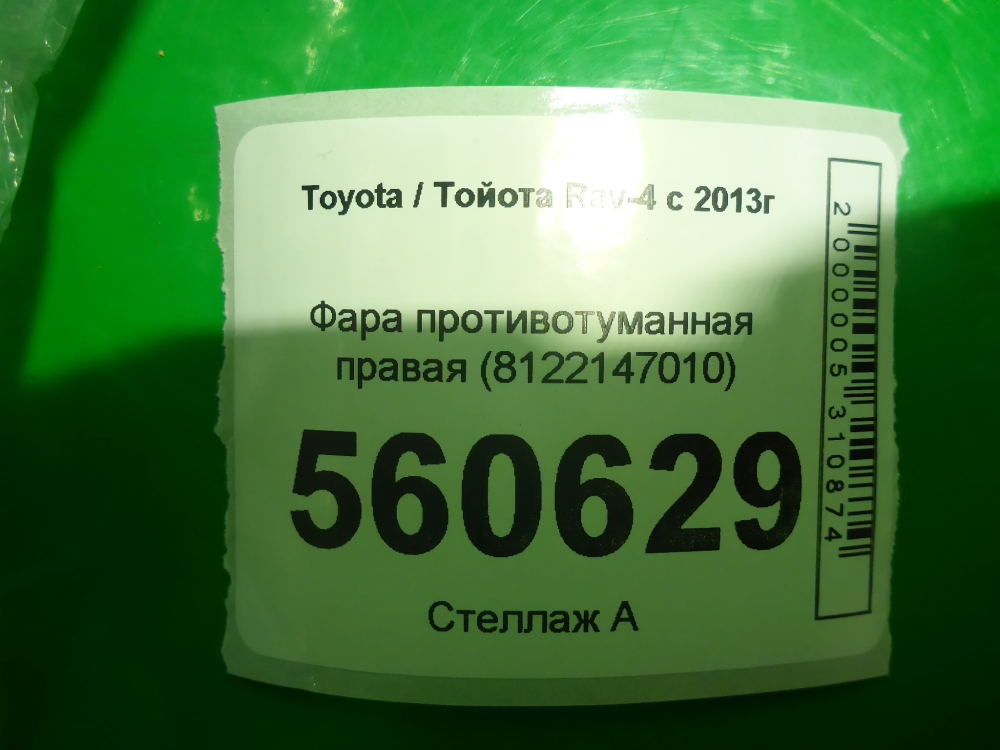 Toyota / Тойота Rav-4 с 2013г
Фара противотуманная
правая (8122147010)
560629
Стеллаж А
2000005310874